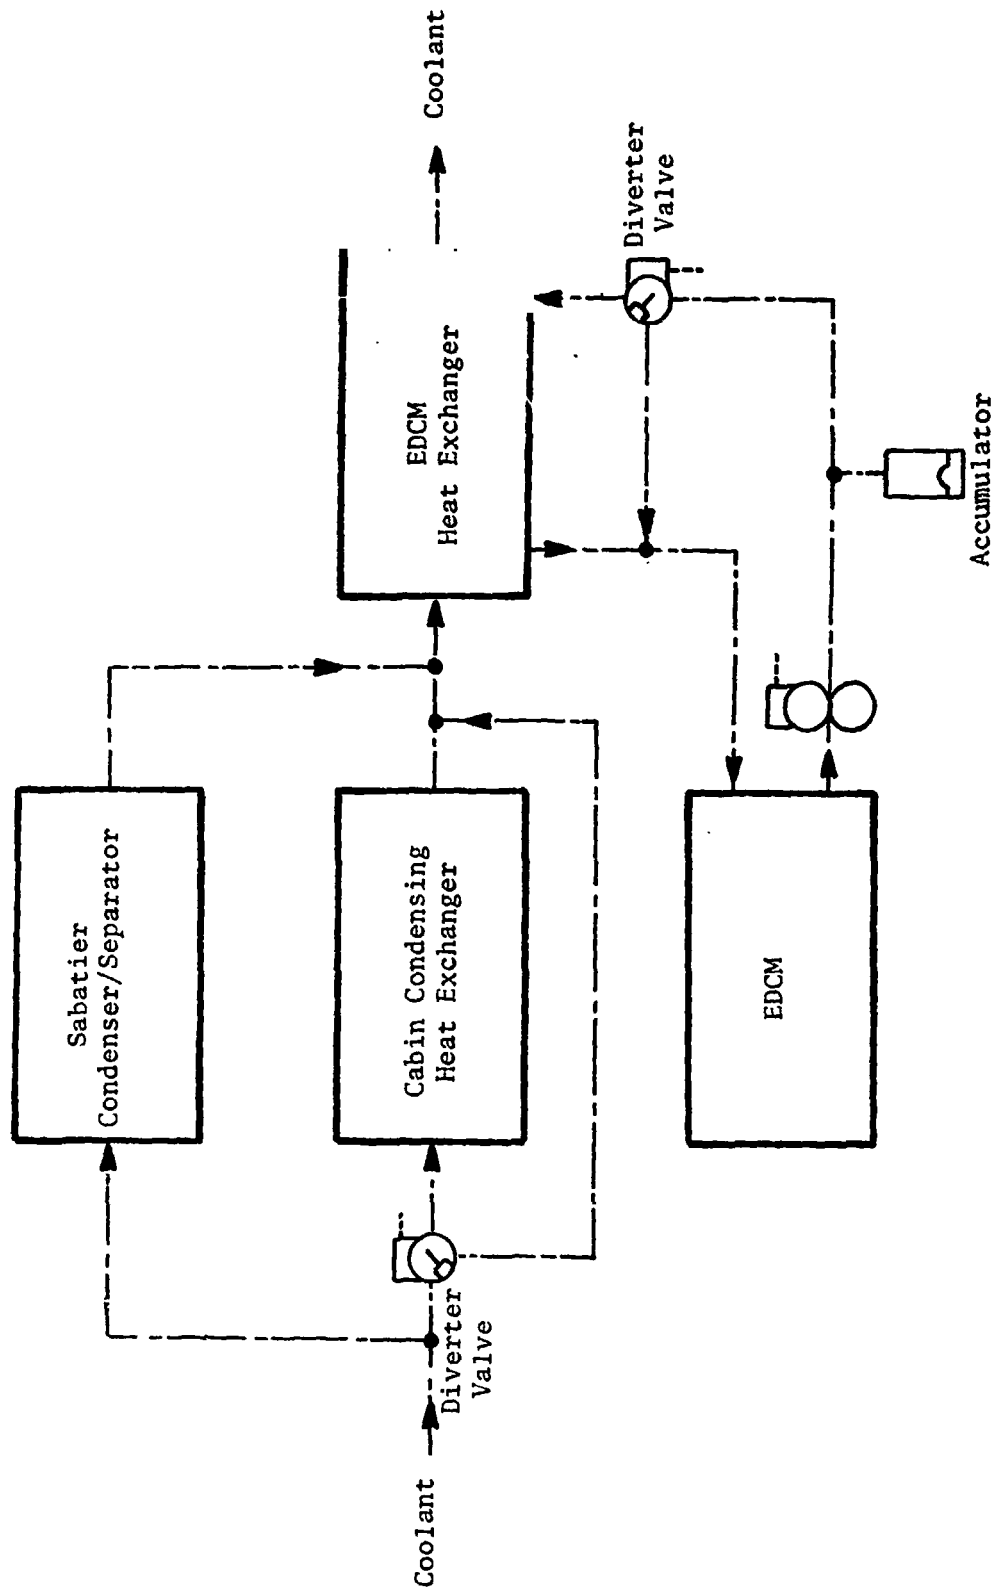 Sabatier
Condenser/Separator
Coolant
Diverter
Valve
Cabin Condensing
Heat Exchanger
EDCM
Heat Exchanger
Coolant
EDCM
Diverter
Valve
Accumulator